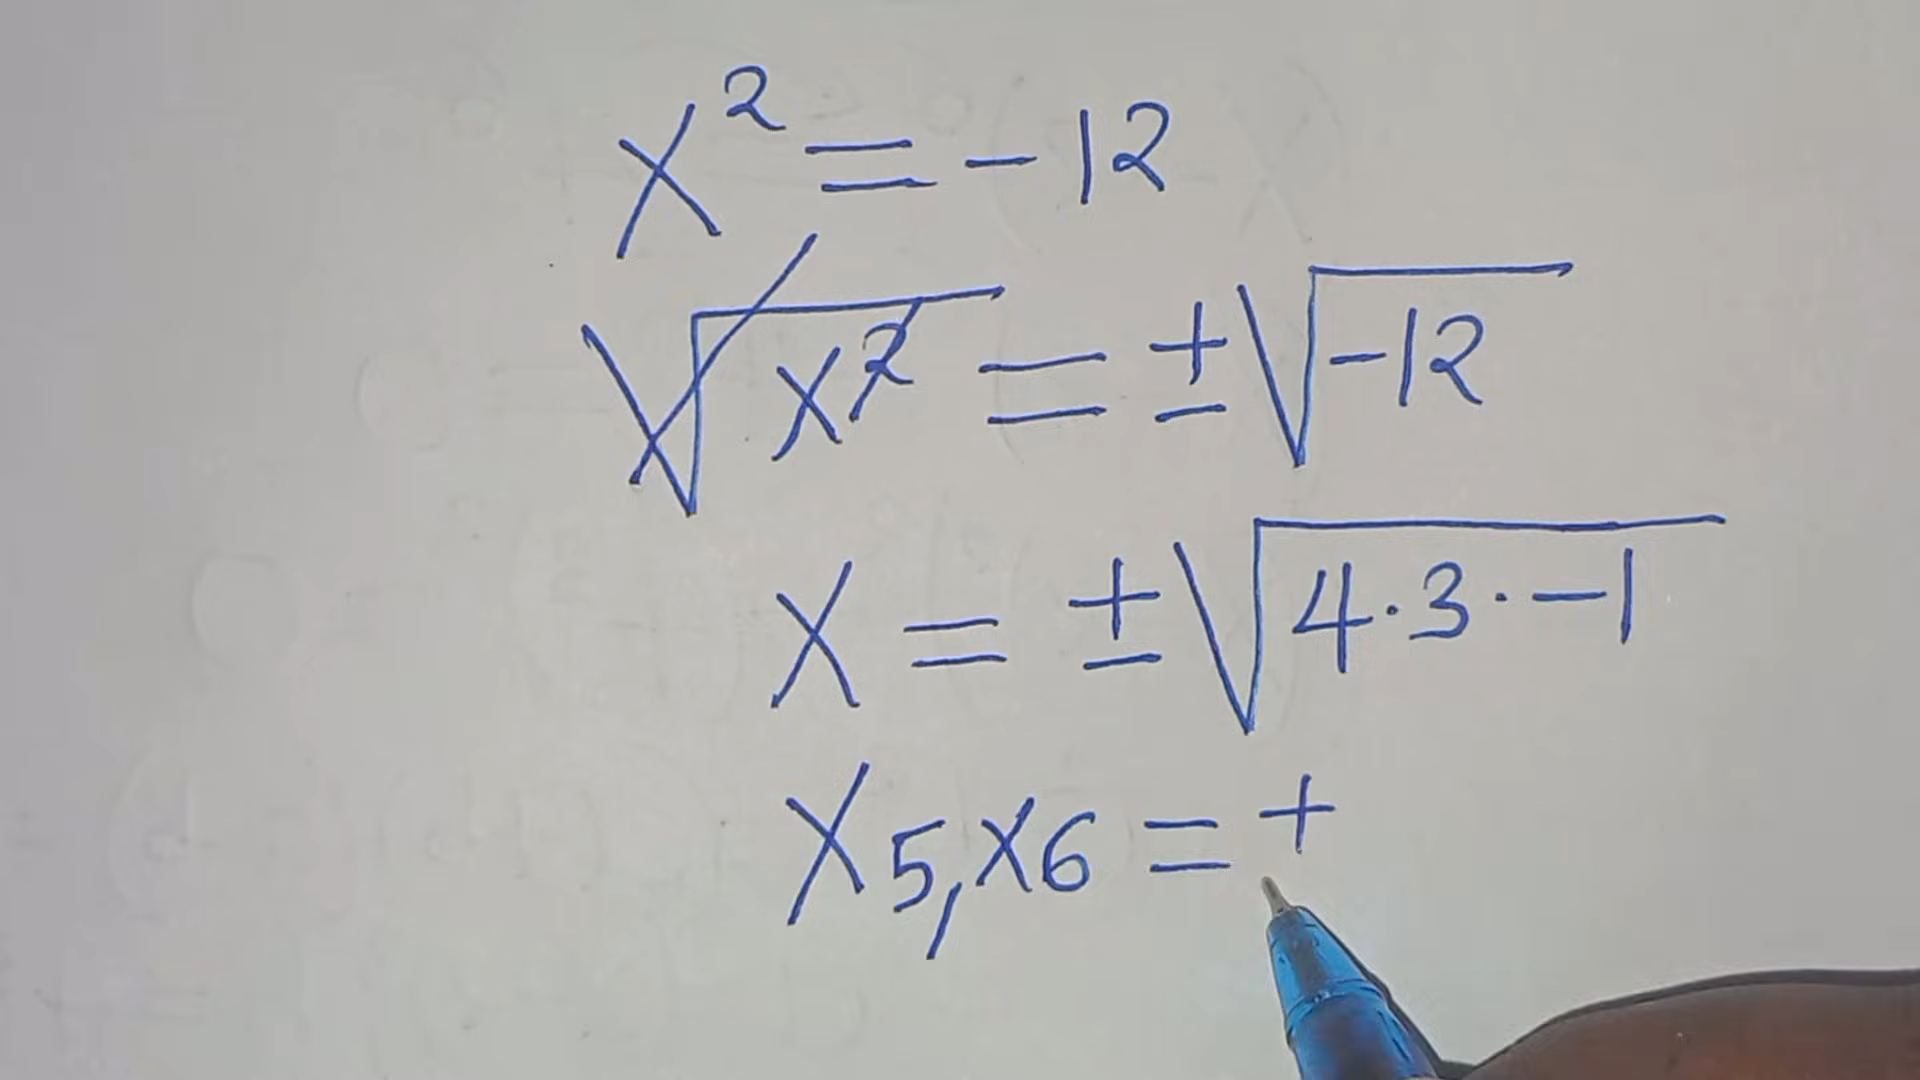 x² = -12
√x² = ±√-12
x = ±√4·3·-1
x5, x6 = +